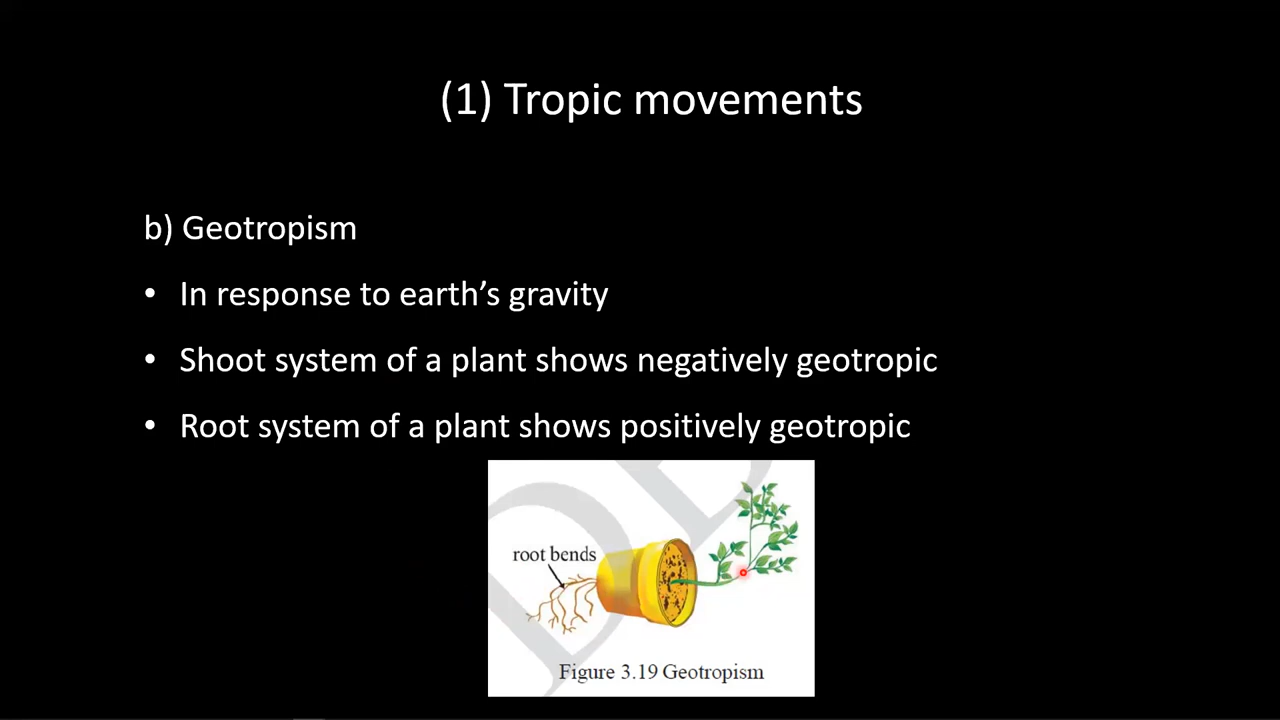 (1) Tropic movements
b) Geotropism
• In response to earth’s gravity
• Shoot system of a plant shows negatively geotropic
• Root system of a plant shows positively geotropic
root bends
Figure 3.19 Geotropism